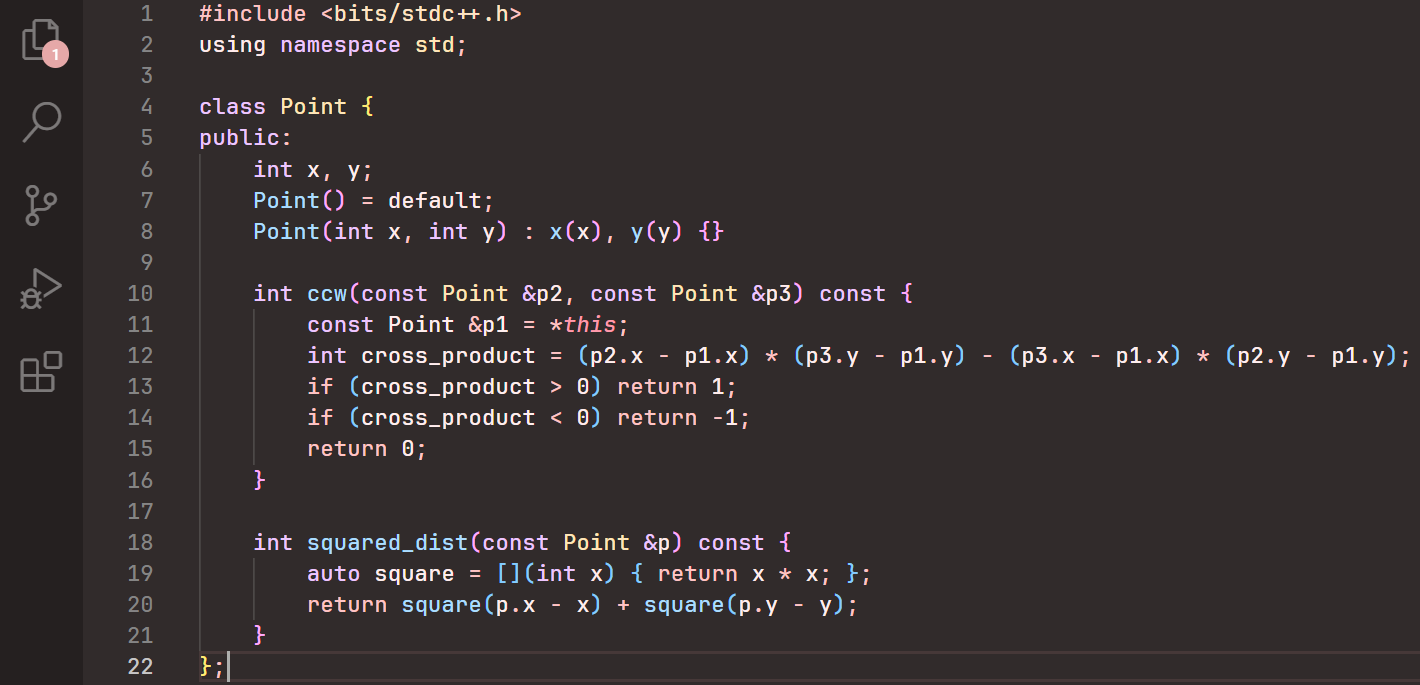 1
1 #include <bits/stdc++.h>
2 using namespace std;
3
4 class Point {
5 public:
6     int x, y;
7     Point() = default;
8     Point(int x, int y) : x(x), y(y) {}
9
10     int ccw(const Point &p2, const Point &p3) const {
11         const Point &p1 = *this;
12         int cross_product = (p2.x - p1.x) * (p3.y - p1.y) - (p3.x - p1.x) * (p2.y - p1.y);
13         if (cross_product > 0) return 1;
14         if (cross_product < 0) return -1;
15         return 0;
16     }
17
18     int squared_dist(const Point &p) const {
19         auto square = [](int x) { return x * x; };
20         return square(p.x - x) + square(p.y - y);
21     }
22 };